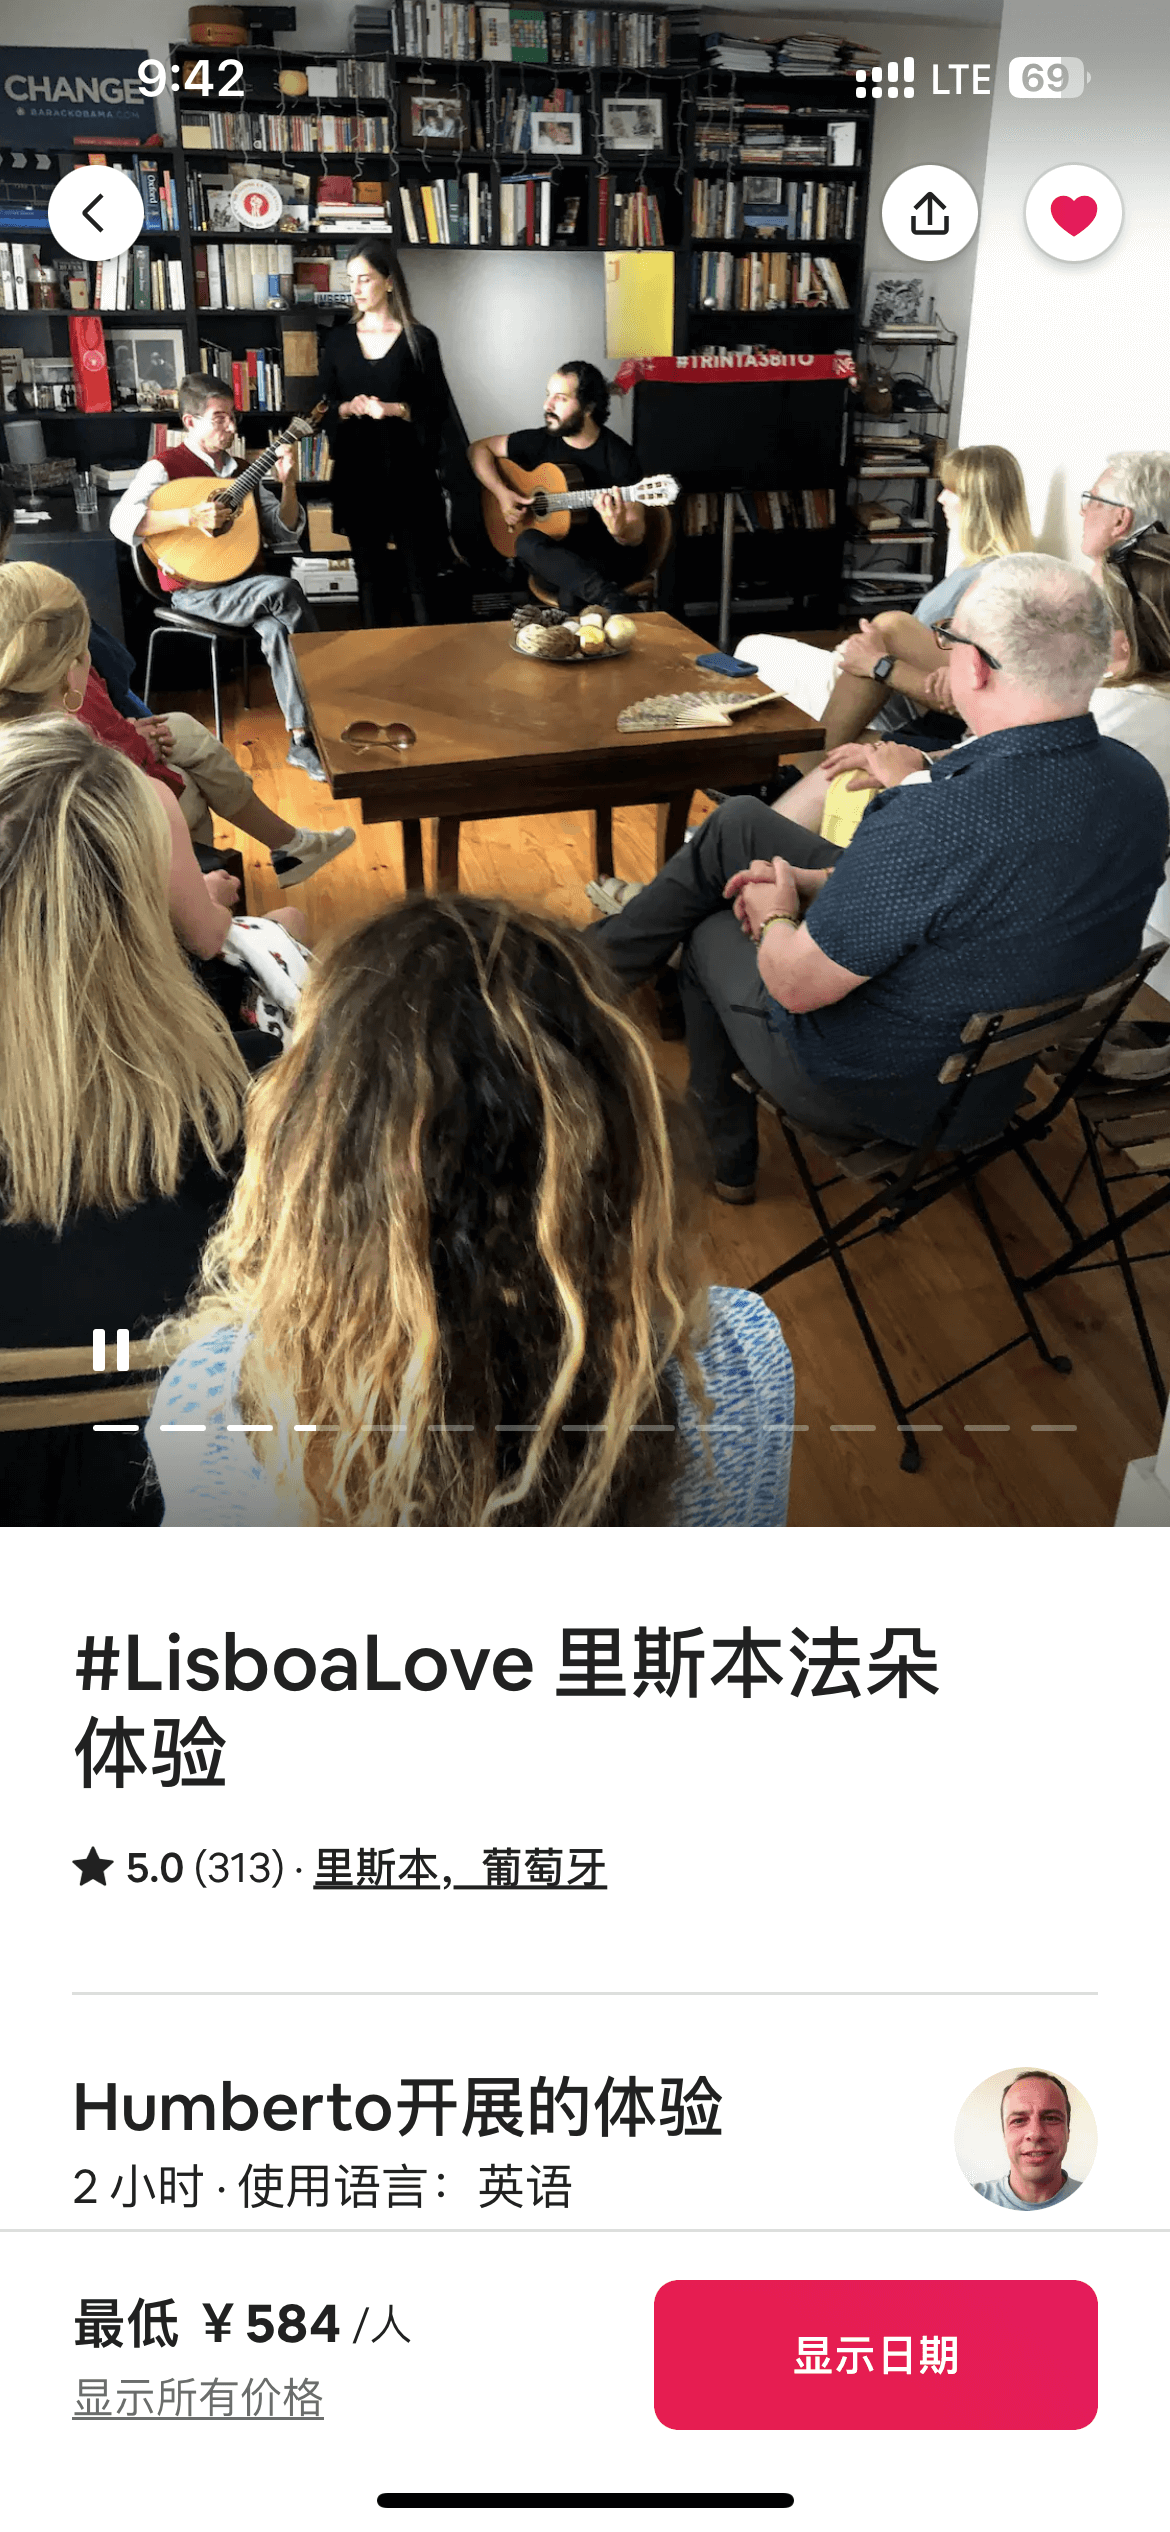 9:42
LTE 69
CHANGE
BARACKOBAMA.COM
#TRINTA38ITO
#LisboaLove 里斯本法朵
体验
5.0 (313) · 里斯本，葡萄牙
Humberto开展的体验
2 小时 · 使用语言：英语
最低 ￥584 /人
显示所有价格
显示日期